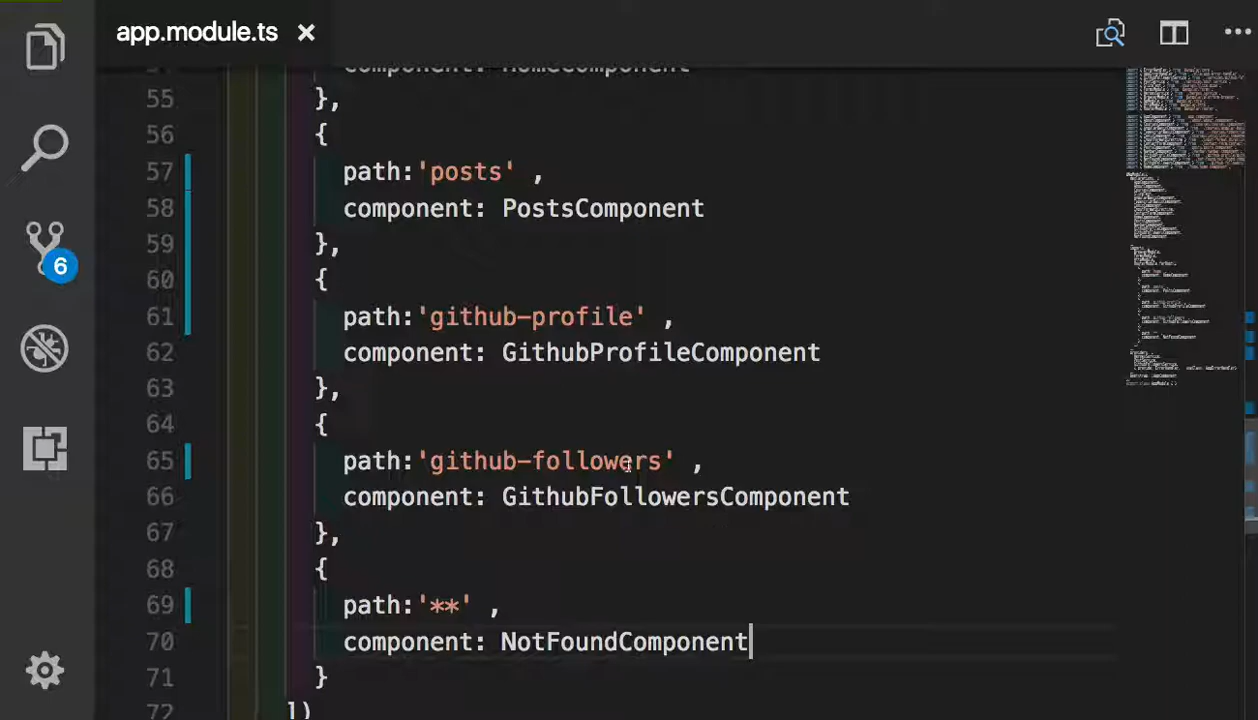 app.module.ts
55 },
56 {
57 path:'posts' ,
58 component: PostsComponent
59 },
60 {
61 path:'github-profile' ,
62 component: GithubProfileComponent
63 },
64 {
65 path:'github-followers' ,
66 component: GithubFollowersComponent
67 },
68 {
69 path:'**' ,
70 component: NotFoundComponent
71 }
72 ])
6